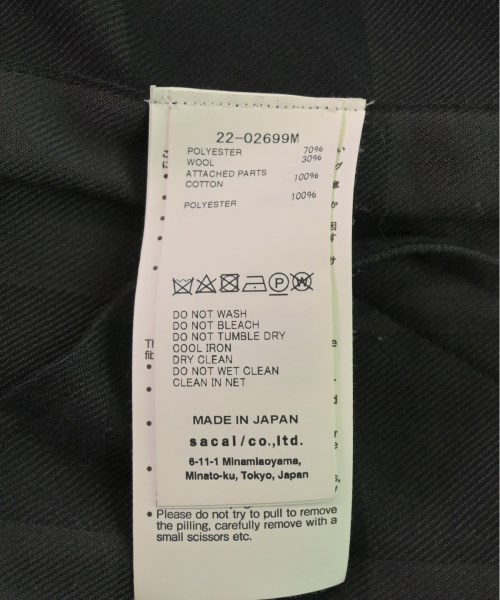 22-02699M
POLYESTER 70%
WOOL 30%
ATTACHED PARTS
COTTON 100%
POLYESTER 100%
P W
DO NOT WASH
DO NOT BLEACH
DO NOT TUMBLE DRY
COOL IRON
DRY CLEAN
DO NOT WET CLEAN
CLEAN IN NET
MADE IN JAPAN
sacai/co.,ltd.
6-11-1 Minamiaoyama,
Minato-ku, Tokyo, Japan
• Please do not try to pull to remove
the pilling, carefully remove with a
small scissors etc.